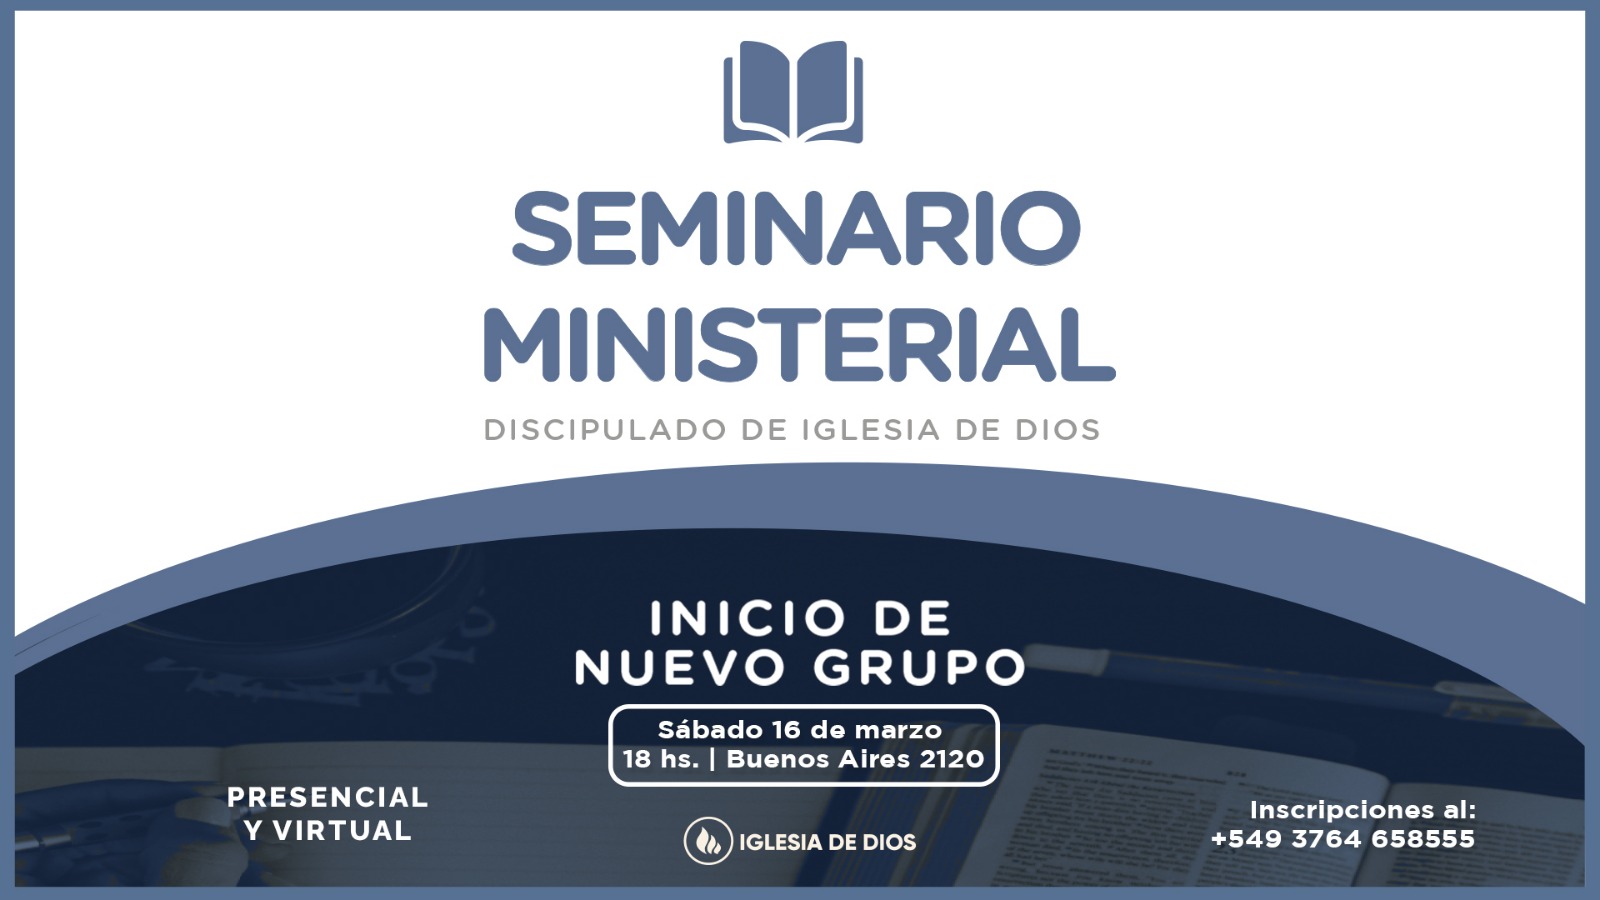 SEMINARIO
MINISTERIAL
DISCIPULADO DE IGLESIA DE DIOS
INICIO DE
NUEVO GRUPO
Sábado 16 de marzo
18 hs. | Buenos Aires 2120
PRESENCIAL
Y VIRTUAL
IGLESIA DE DIOS
Inscripciones al:
+549 3764 658555